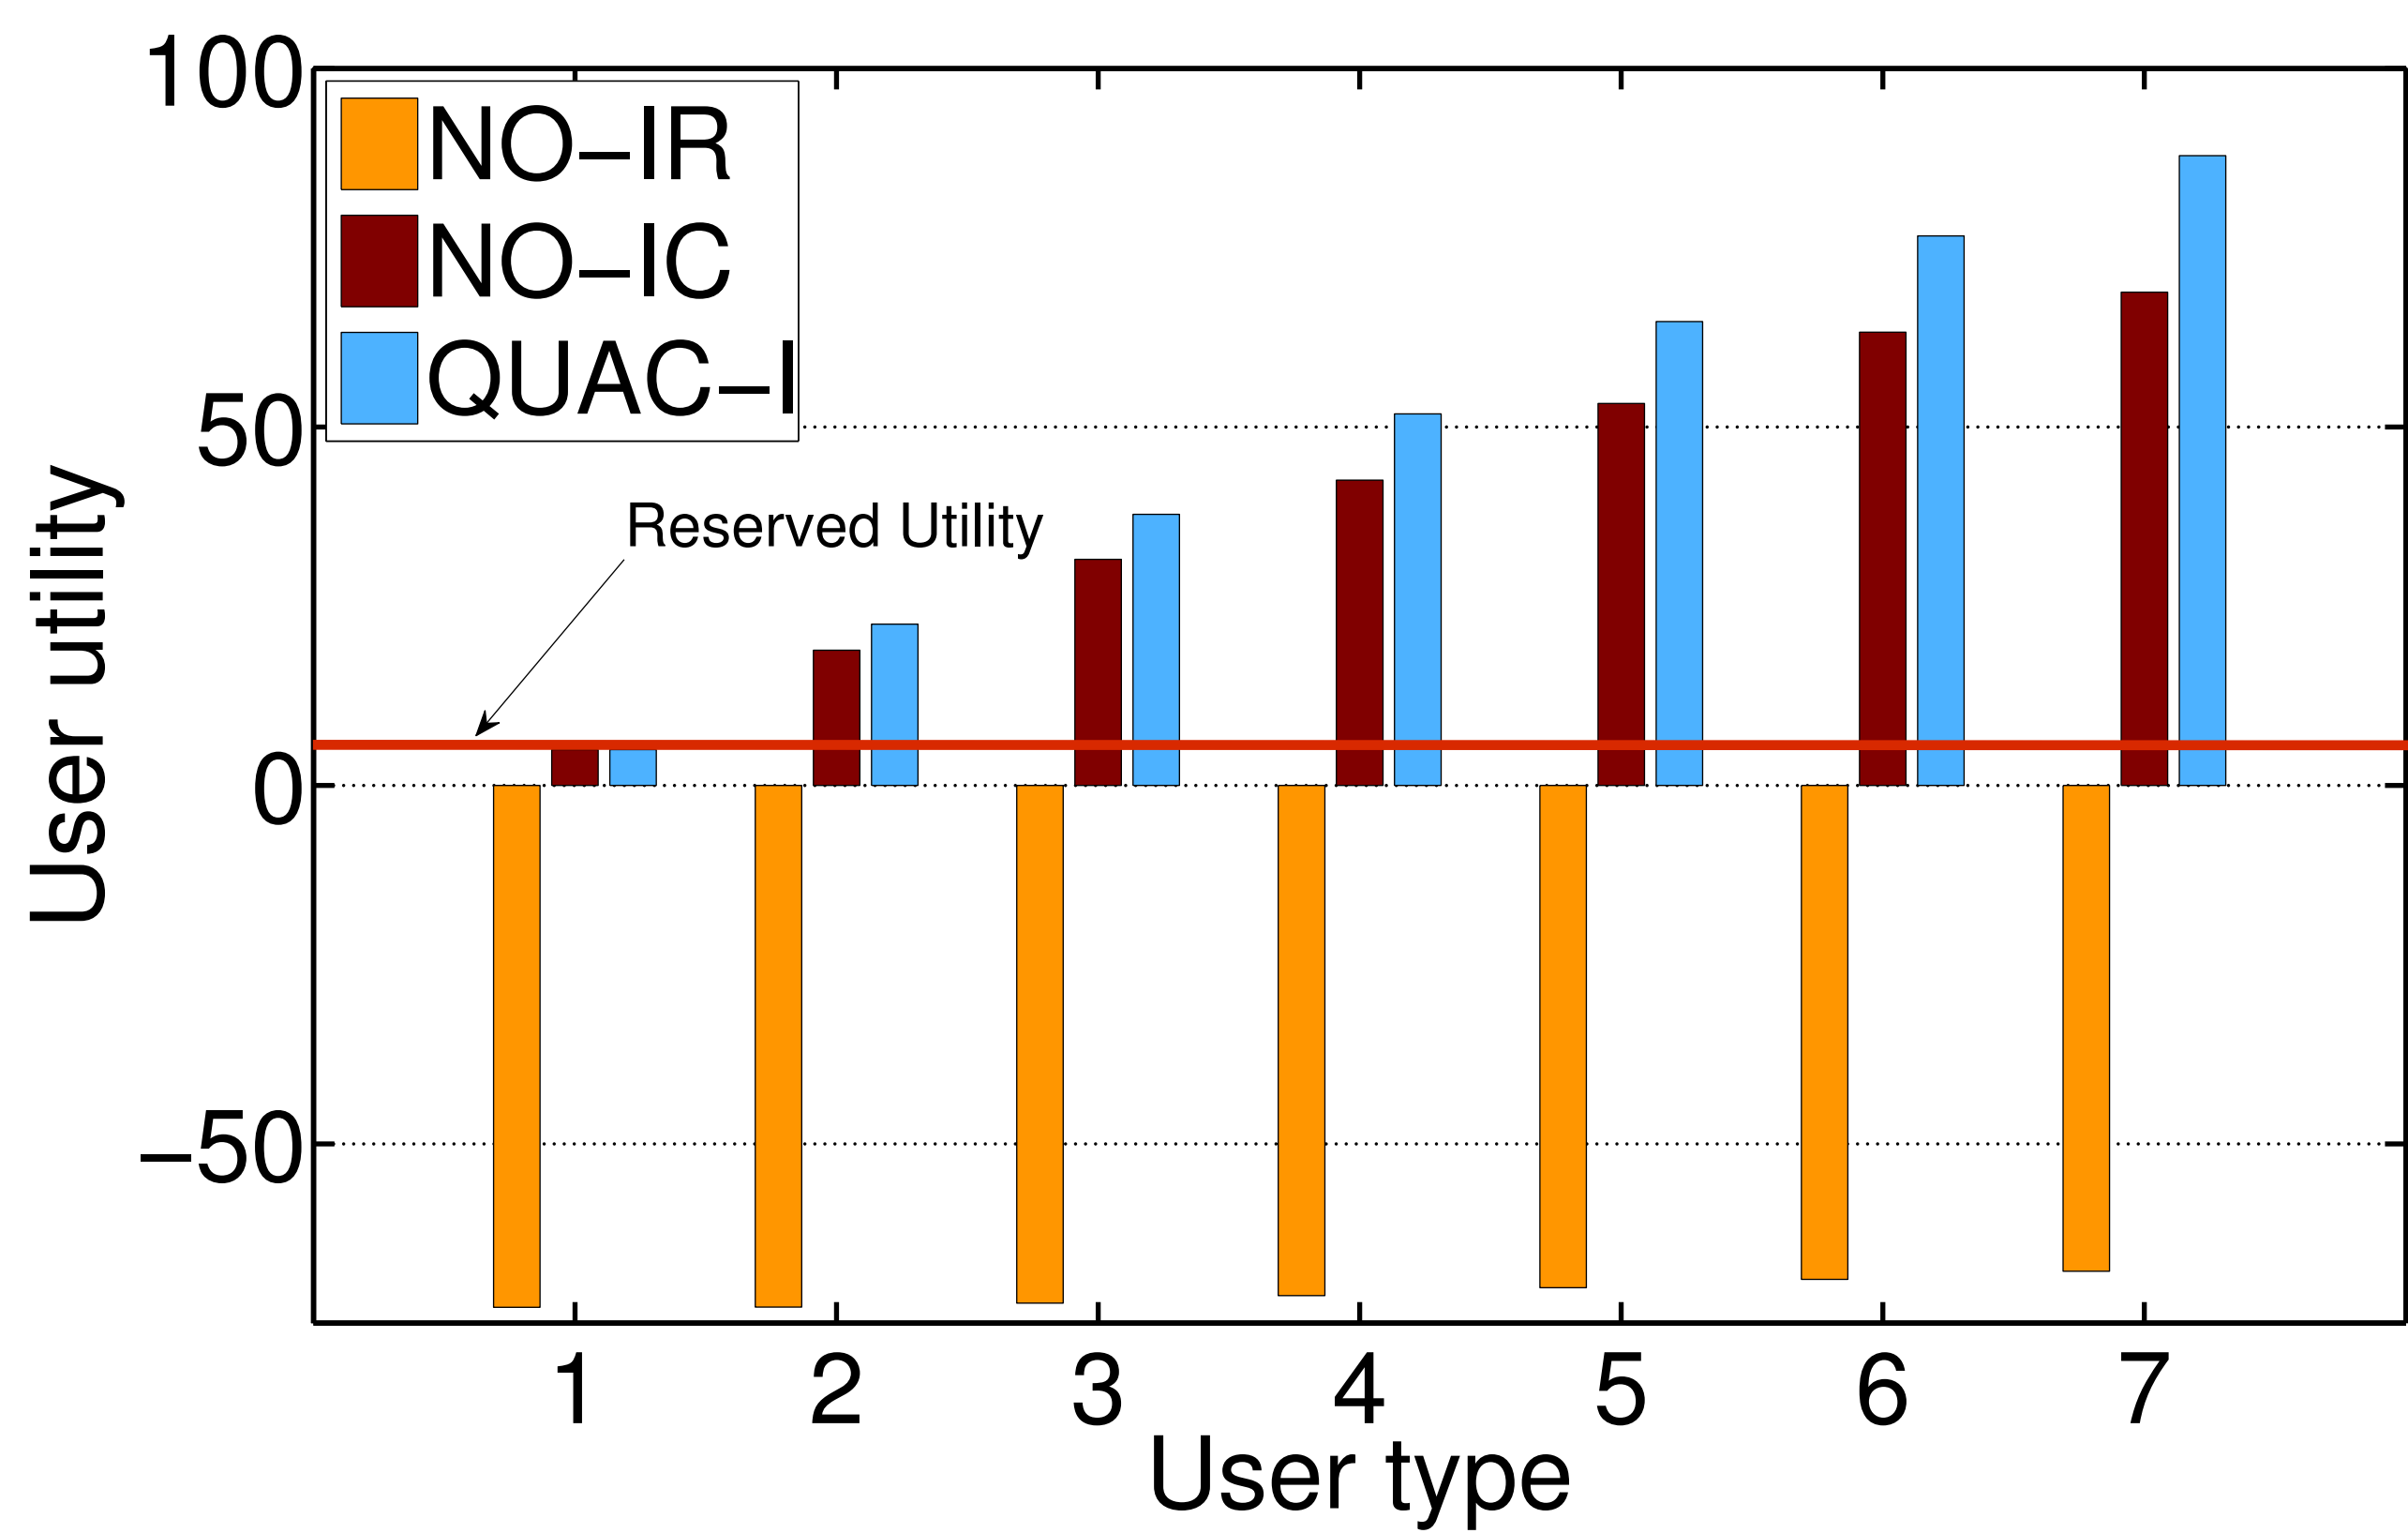 100
50
0
−50
User utility
NO−IR
NO−IC
QUAC−I
Reserved Utility
1 2 3 4 5 6 7
User type